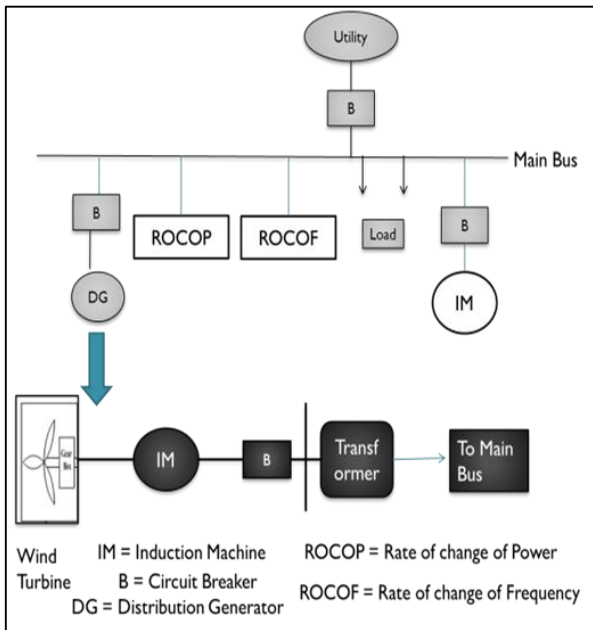 Utility
B
Main Bus
B
ROCOP
ROCOF
Load
B
DG
IM
Gear
Box
IM
B
Transf
ormer
To Main
Bus
Wind
Turbine
IM = Induction Machine
B = Circuit Breaker
DG = Distribution Generator
ROCOP = Rate of change of Power
ROCOF = Rate of change of Frequency